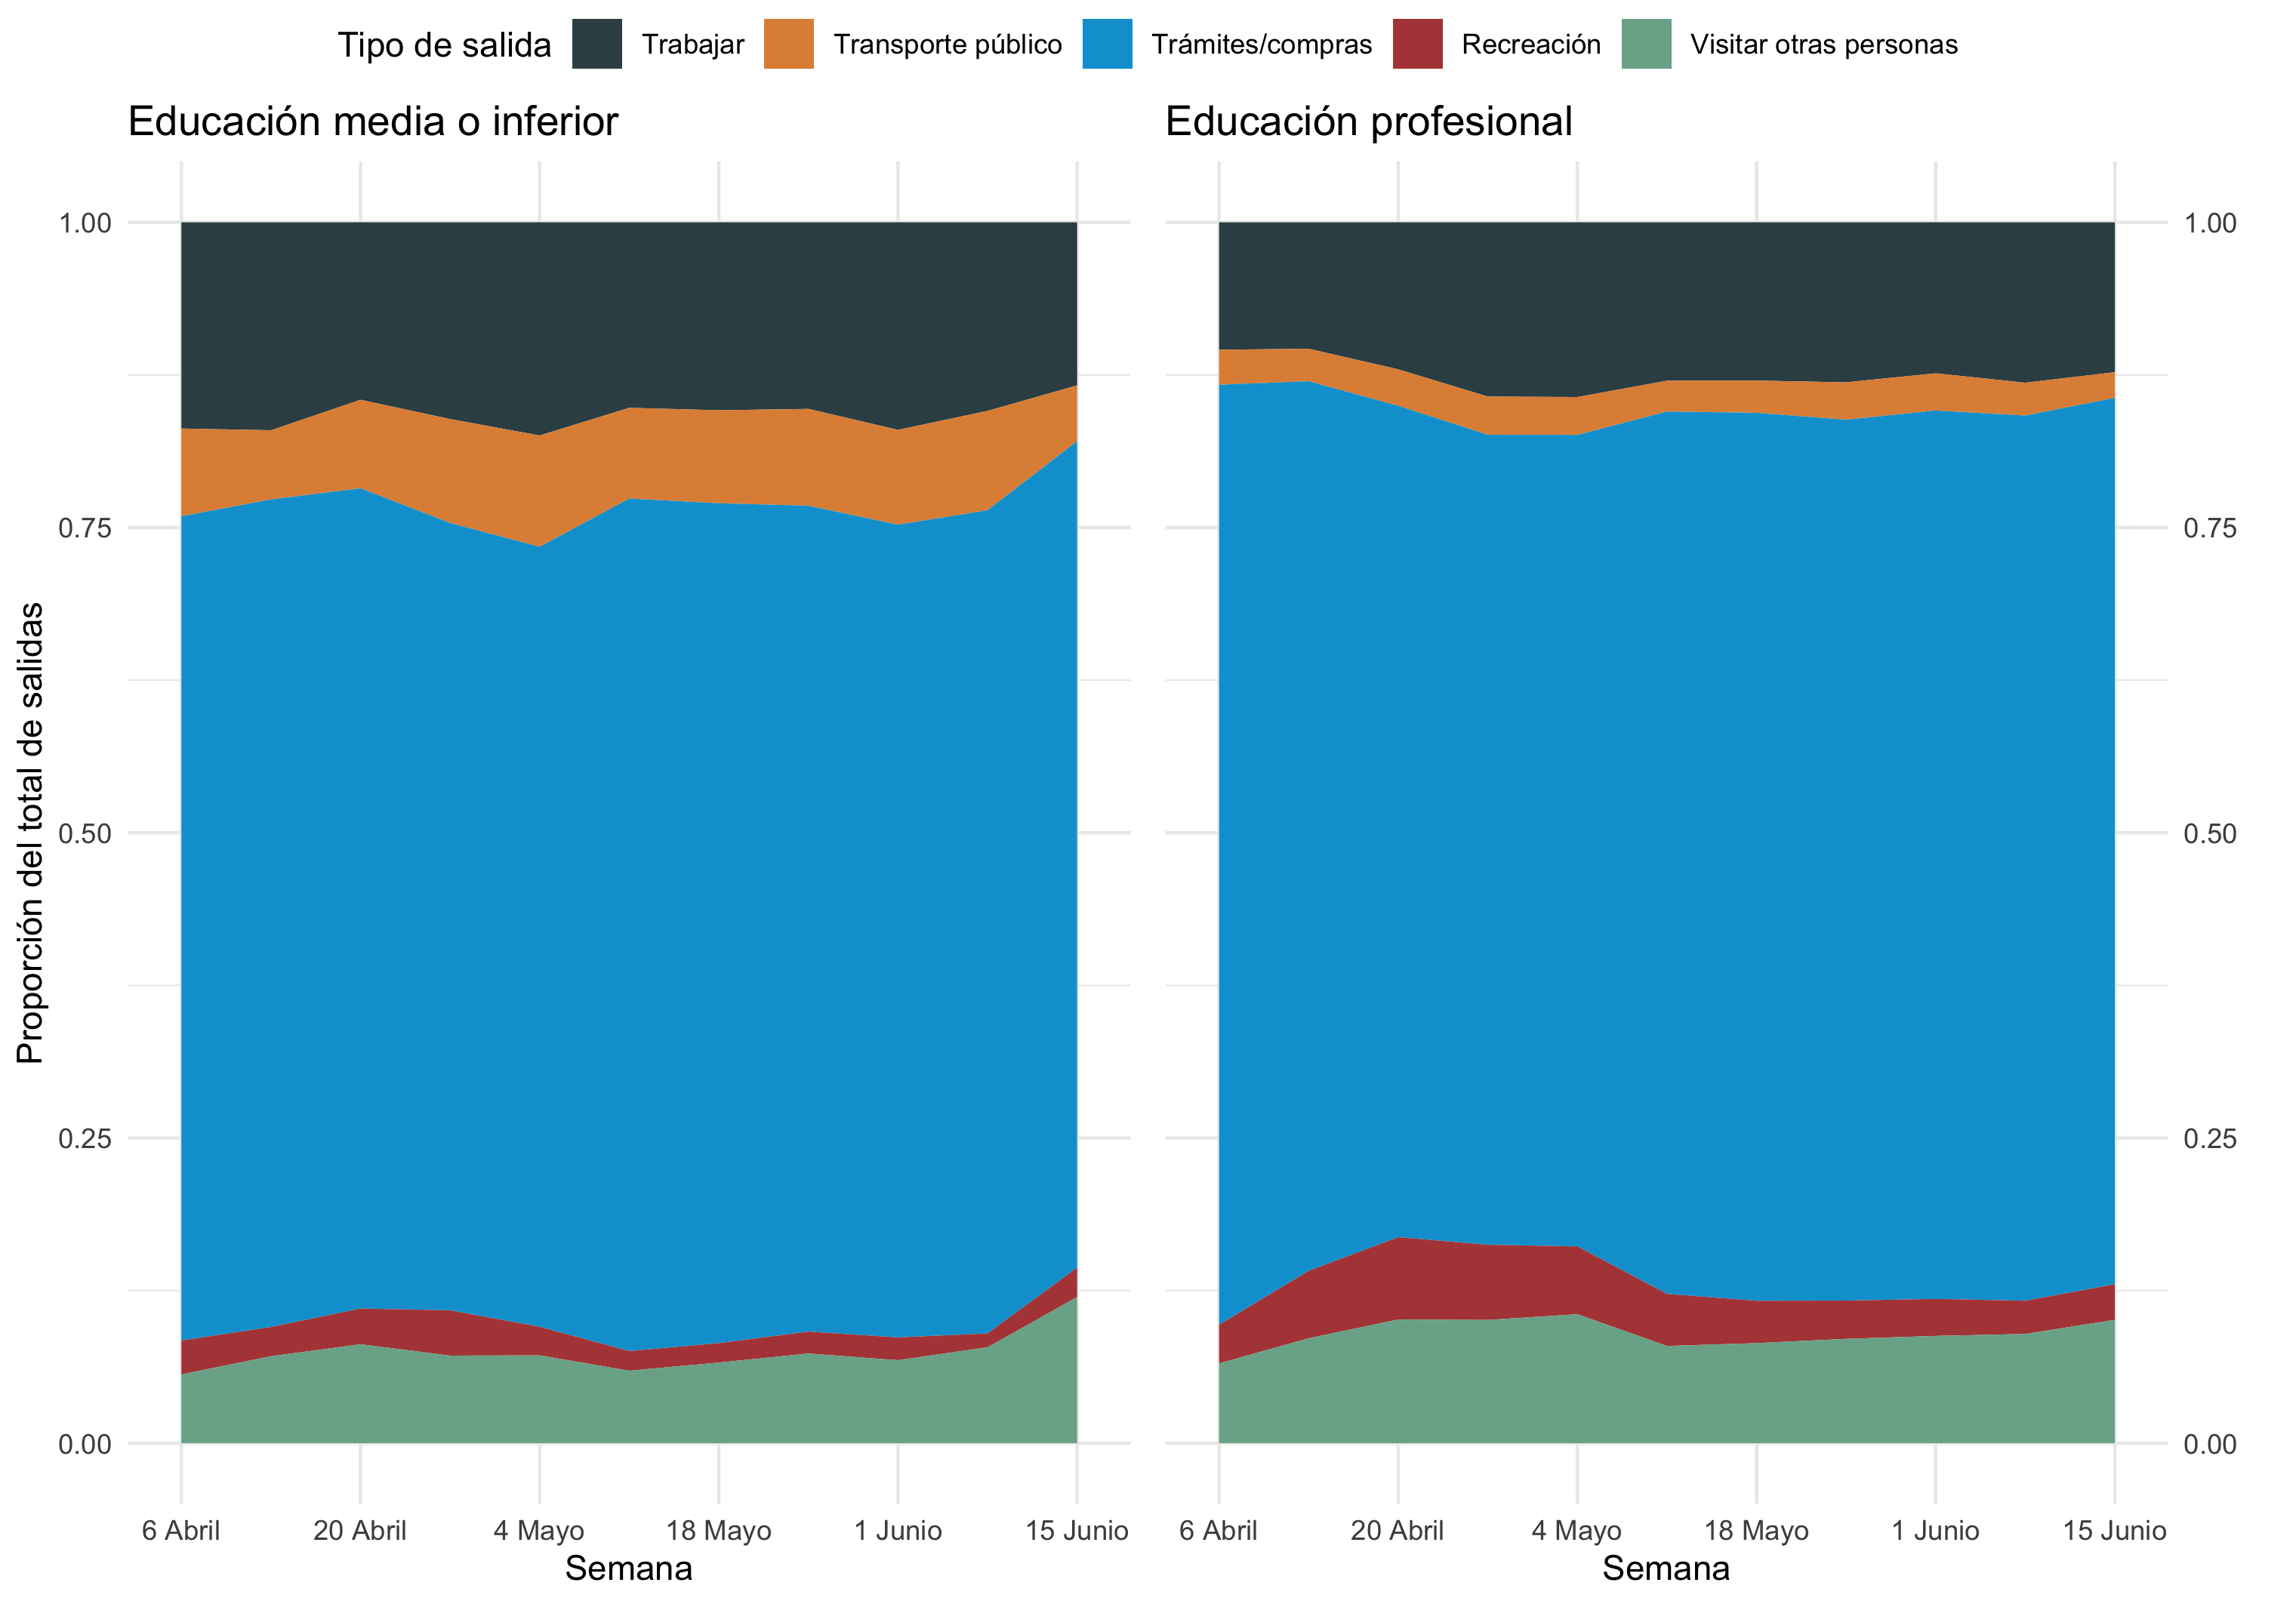 Tipo de salida Trabajar Transporte público Trámites/compras Recreación Visitar otras personas
Educación media o inferior
Educación profesional
Proporción del total de salidas
1.00
0.75
0.50
0.25
0.00
1.00
0.75
0.50
0.25
0.00
6 Abril 20 Abril 4 Mayo 18 Mayo 1 Junio 15 Junio
6 Abril 20 Abril 4 Mayo 18 Mayo 1 Junio 15 Junio
Semana
Semana